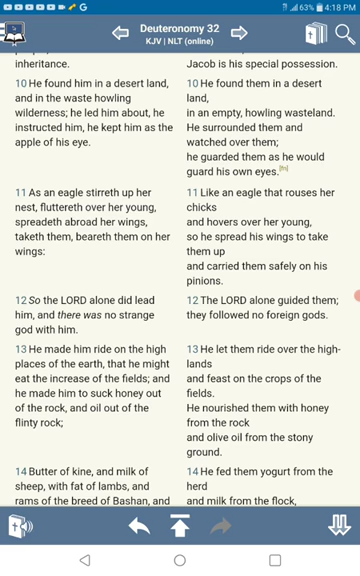 63% 4:18 PM
Deuteronomy 32
KJV | NLT (online)
inheritance.
10 He found him in a desert land,
and in the waste howling
wilderness; he led him about, he
instructed him, he kept him as the
apple of his eye.
11 As an eagle stirreth up her
nest, fluttereth over her young,
spreadeth abroad her wings,
taketh them, beareth them on her
wings:
12 So the LORD alone did lead
him, and there was no strange
god with him.
13 He made him ride on the high
places of the earth, that he might
eat the increase of the fields; and
he made him to suck honey out
of the rock, and oil out of the
flinty rock;
14 Butter of kine, and milk of
sheep, with fat of lambs, and
rams of the breed of Bashan, and
Jacob is his special possession.
10 He found them in a desert
land,
in an empty, howling wasteland.
He surrounded them and
watched over them;
he guarded them as he would
guard his own eyes.[fn]
11 Like an eagle that rouses her
chicks
and hovers over her young,
so he spread his wings to take
them up
and carried them safely on his
pinions.
12 The LORD alone guided them;
they followed no foreign gods.
13 He let them ride over the high-
lands
and feast on the crops of the
fields.
He nourished them with honey
from the rock
and olive oil from the stony
ground.
14 He fed them yogurt from the
herd
and milk from the flock,